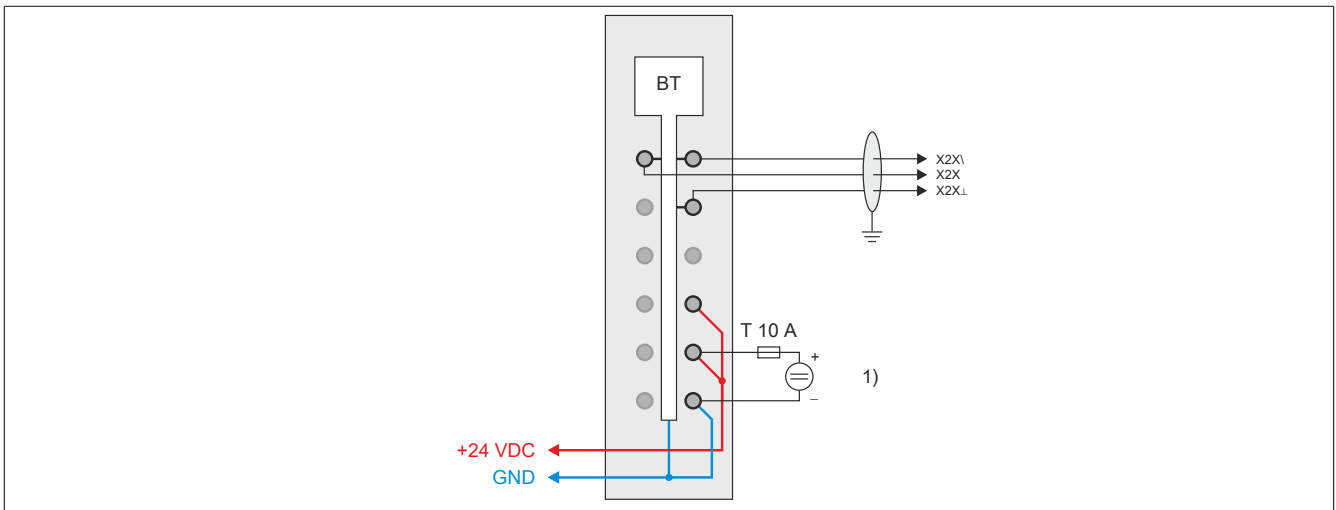 BT
X2X\
X2X
X2X⊥
T 10 A
+
1)
–
+24 VDC
GND